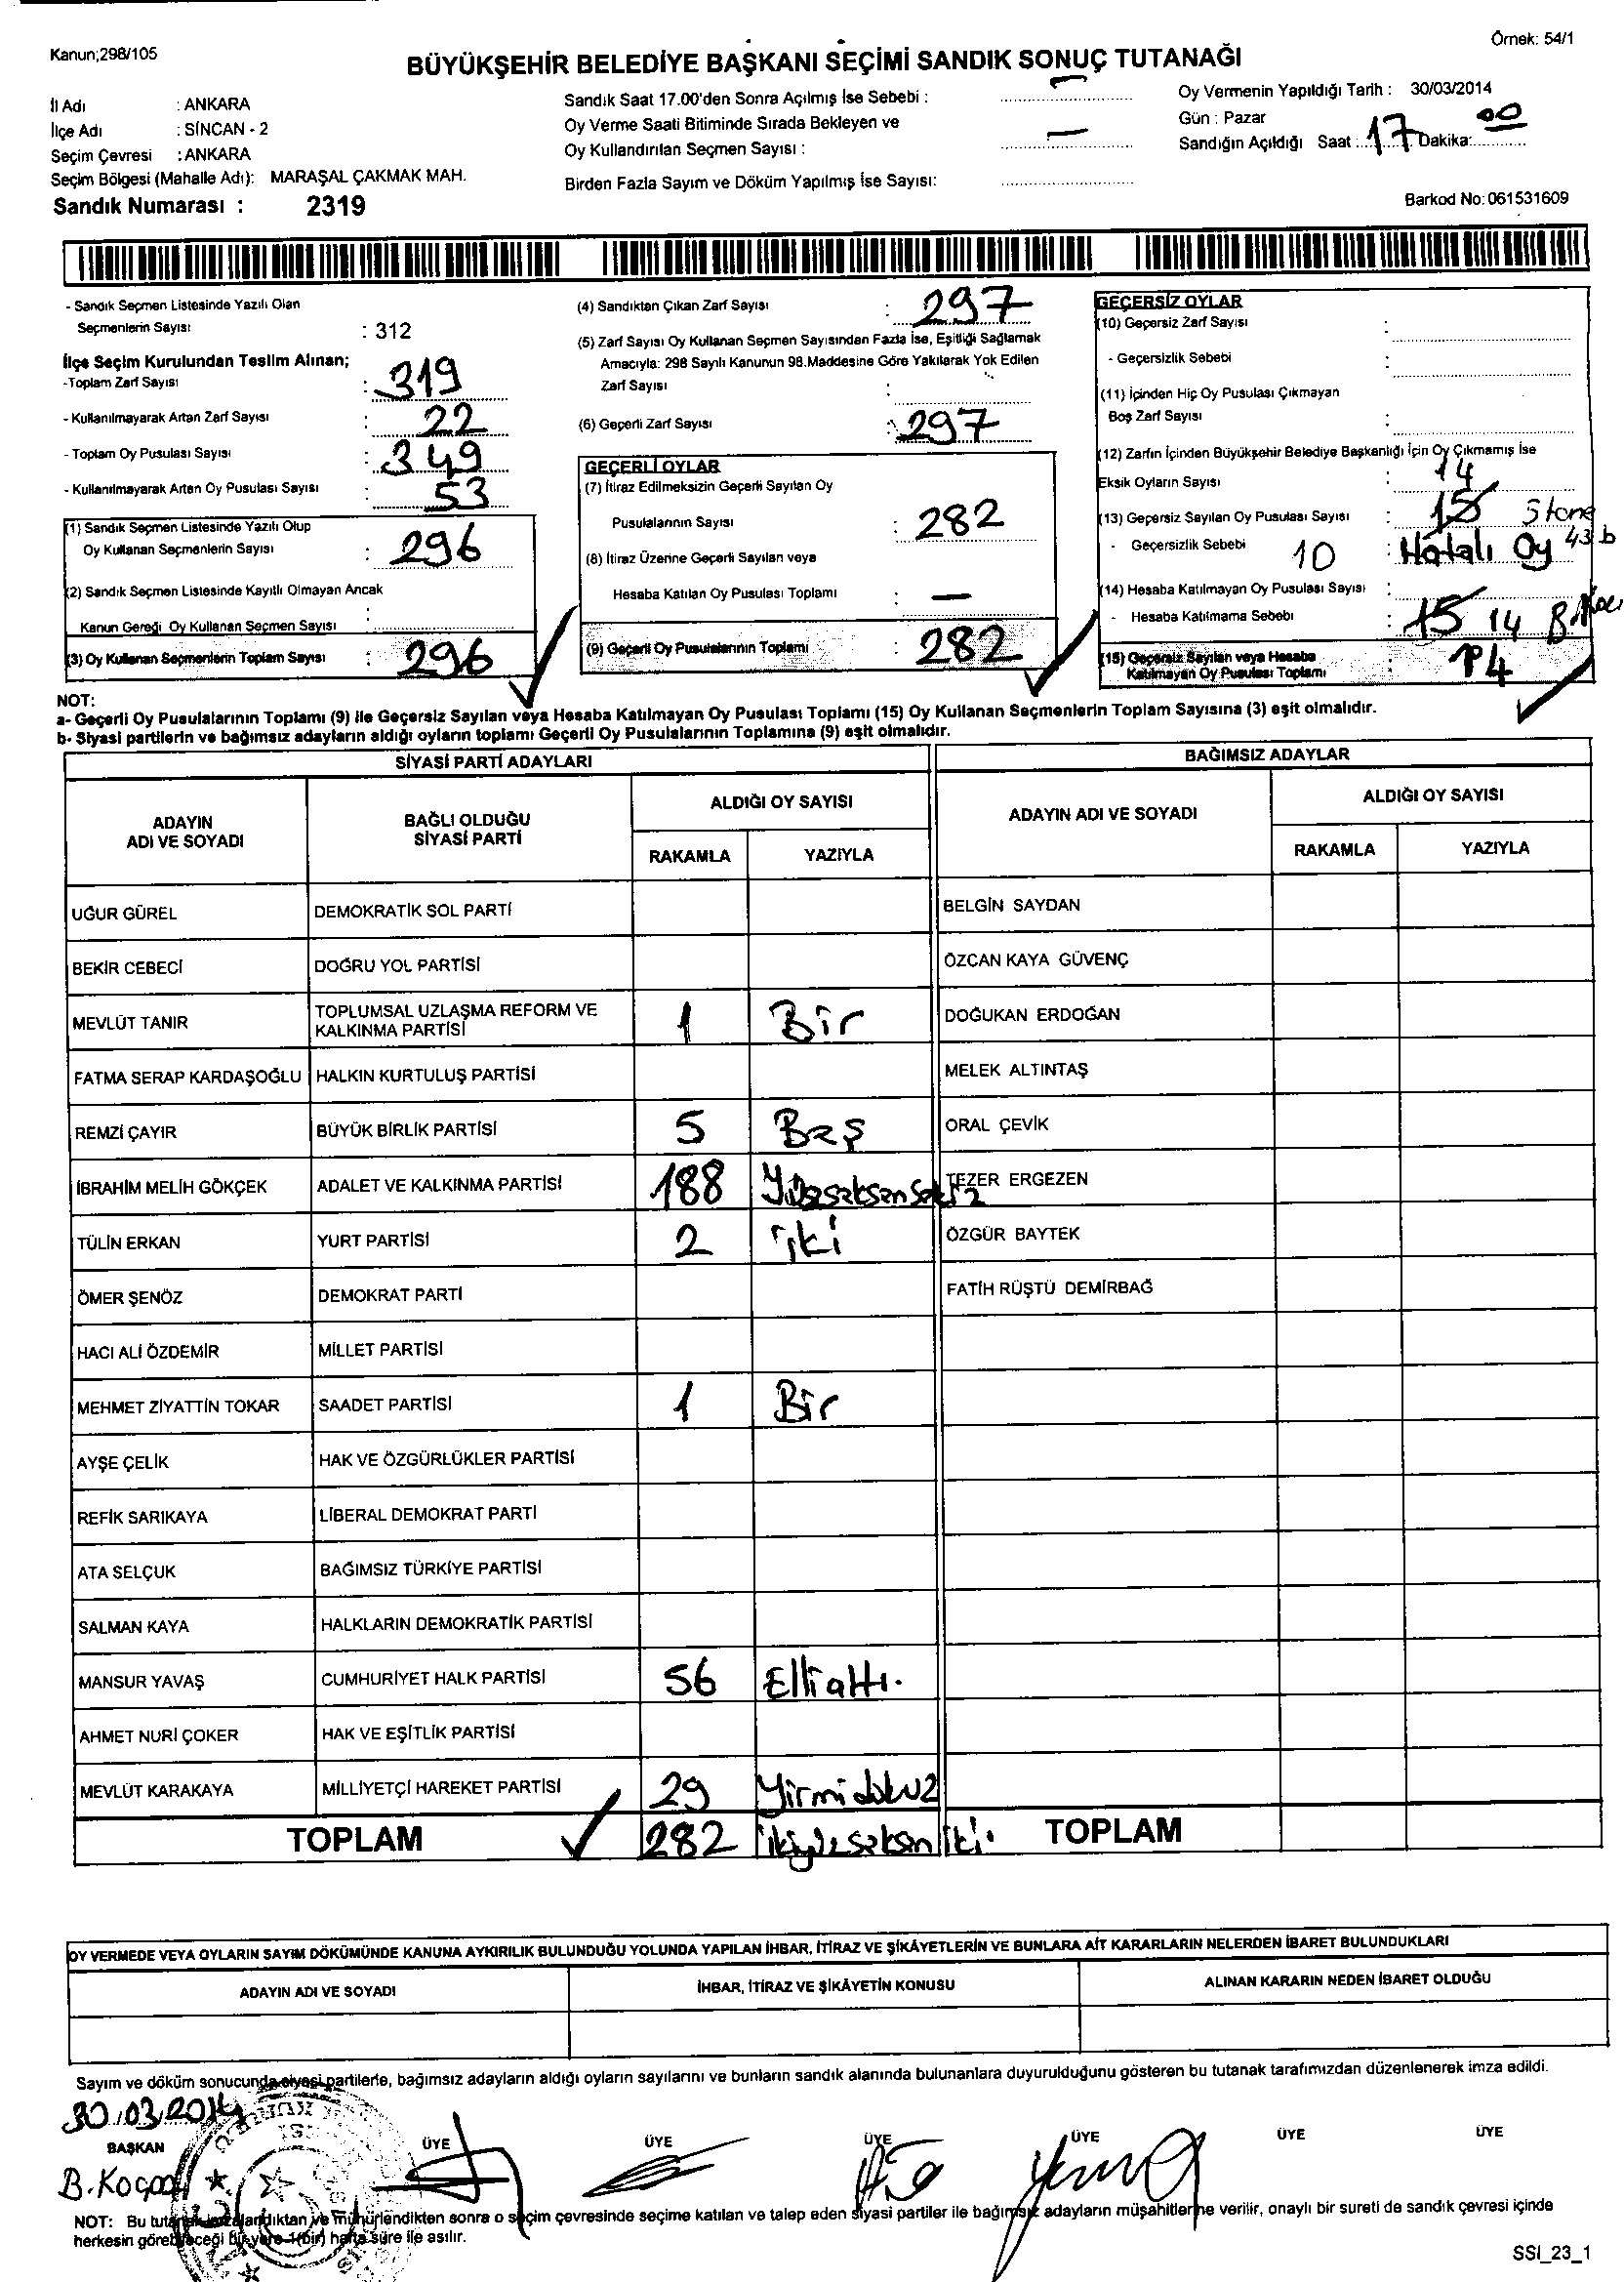 Kanun;298/105
Örnek: 54/1
BÜYÜKŞEHİR BELEDİYE BAŞKANI SEÇİMİ SANDIK SONUÇ TUTANAĞI
İl Adı : ANKARA
İlçe Adı : SİNCAN - 2
Seçim Çevresi : ANKARA
Seçim Bölgesi (Mahalle Adı): MARAŞAL ÇAKMAK MAH.
Sandık Numarası : 2319
Sandık Saat 17.00'den Sonra Açılmış İse Sebebi : —
Oy Verme Saati Bitiminde Sırada Bekleyen ve
Oy Kullandırılan Seçmen Sayısı : —
Birden Fazla Sayım ve Döküm Yapılmış İse Sayısı:
Oy Vermenin Yapıldığı Tarih : 30/03/2014
Gün : Pazar
Sandığın Açıldığı Saat : 17 Dakika: 00
Barkod No: 061531609
- Sandık Seçmen Listesinde Yazılı Olan
Seçmenlerin Sayısı: : 312
İlçe Seçim Kurulundan Teslim Alınan;
-Toplam Zarf Sayısı : 319
- Kullanılmayarak Artan Zarf Sayısı : 22
- Toplam Oy Pusulası Sayısı : 349
- Kullanılmayarak Artan Oy Pusulası Sayısı : 53
(1) Sandık Seçmen Listesinde Yazılı Olup
Oy Kullanan Seçmenlerin Sayısı : 296
(2) Sandık Seçmen Listesinde Kayıtlı Olmayan Ancak
Kanun Gereği Oy Kullanan Seçmen Sayısı :
(3) Oy Kullanan Seçmenlerin Toplam Sayısı : 296
(4) Sandıktan Çıkan Zarf Sayısı : 297
(5) Zarf Sayısı Oy Kullanan Seçmen Sayısından Fazla İse, Eşitliği Sağlamak
Amacıyla: 298 Sayılı Kanunun 98.Maddesine Göre Yakılarak Yok Edilen
Zarf Sayısı :
(6) Geçerli Zarf Sayısı : 297
GEÇERLİ OYLAR
(7) İtiraz Edilmeksizin Geçerli Sayılan Oy
Pusulalarının Sayısı : 282
(8) İtiraz Üzerine Geçerli Sayılan veya
Hesaba Katılan Oy Pusulası Toplamı : —
(9) Geçerli Oy Pusulalarının Toplamı : 282
GEÇERSİZ OYLAR
(10) Geçersiz Zarf Sayısı :
- Geçersizlik Sebebi :
(11) İçinden Hiç Oy Pusulası Çıkmayan
Boş Zarf Sayısı :
(12) Zarfın İçinden Büyükşehir Belediye Başkanlığı İçin Oy Çıkmamış İse
Eksik Oyların Sayısı : 14
(13) Geçersiz Sayılan Oy Pusulası Sayısı : 15
- Geçersizlik Sebebi 10 : Hatalı Oy
(14) Hesaba Katılmayan Oy Pusulası Sayısı :
- Hesaba Katılmama Sebebi : 15 14
(15) Geçersiz Sayılan veya Hesaba
Katılmayan Oy Pusulası Toplamı : 14
NOT:
a- Geçerli Oy Pusulalarının Toplamı (9) ile Geçersiz Sayılan veya Hesaba Katılmayan Oy Pusulası Toplamı (15) Oy Kullanan Seçmenlerin Toplam Sayısına (3) eşit olmalıdır.
b- Siyasi partilerin ve bağımsız adayların aldığı oyların toplamı Geçerli Oy Pusulalarının Toplamına (9) eşit olmalıdır.
SİYASİ PARTİ ADAYLARI
BAĞIMSIZ ADAYLAR
ADAYIN ADI VE SOYADI
BAĞLI OLDUĞU SİYASİ PARTİ
ALDIĞI OY SAYISI
RAKAMLA YAZIYLA
ADAYIN ADI VE SOYADI
ALDIĞI OY SAYISI
RAKAMLA YAZIYLA
UĞUR GÜREL DEMOKRATİK SOL PARTİ BELGİN SAYDAN
BEKİR CEBECİ DOĞRU YOL PARTİSİ ÖZCAN KAYA GÜVENÇ
MEVLÜT TANIR TOPLUMSAL UZLAŞMA REFORM VE KALKINMA PARTİSİ 1 Bir DOĞUKAN ERDOĞAN
FATMA SERAP KARDAŞOĞLU HALKIN KURTULUŞ PARTİSİ MELEK ALTINTAŞ
REMZİ ÇAYIR BÜYÜK BİRLİK PARTİSİ 5 Beş ORAL ÇEVİK
İBRAHİM MELİH GÖKÇEK ADALET VE KALKINMA PARTİSİ 188 Yüzseksensekiz TEZER ERGEZEN
TÜLİN ERKAN YURT PARTİSİ 2 iki ÖZGÜR BAYTEK
ÖMER ŞENÖZ DEMOKRAT PARTİ FATİH RÜŞTÜ DEMİRBAĞ
HACI ALİ ÖZDEMİR MİLLET PARTİSİ
MEHMET ZİYATTİN TOKAR SAADET PARTİSİ 1 Bir
AYŞE ÇELİK HAK VE ÖZGÜRLÜKLER PARTİSİ
REFİK SARIKAYA LİBERAL DEMOKRAT PARTİ
ATA SELÇUK BAĞIMSIZ TÜRKİYE PARTİSİ
SALMAN KAYA HALKLARIN DEMOKRATİK PARTİSİ
MANSUR YAVAŞ CUMHURİYET HALK PARTİSİ 56 Elli altı.
AHMET NURİ ÇOKER HAK VE EŞİTLİK PARTİSİ
MEVLÜT KARAKAYA MİLLİYETÇİ HAREKET PARTİSİ 29 Yirmi dokuz
TOPLAM 282 ikiyüzseksen iki. TOPLAM
OY VERMEDE VEYA OYLARIN SAYIM DÖKÜMÜNDE KANUNA AYKIRILIK BULUNDUĞU YOLUNDA YAPILAN İHBAR, İTİRAZ VE ŞİKÂYETLERİN VE BUNLARA AİT KARARLARIN NELERDEN İBARET BULUNDUKLARI
ADAYIN ADI VE SOYADI İHBAR, İTİRAZ VE ŞİKÂYETİN KONUSU ALINAN KARARIN NEDEN İBARET OLDUĞU
Sayım ve döküm sonucunda siyasi partilerle, bağımsız adayların aldığı oyların sayılarını ve bunların sandık alanında bulunanlara duyurulduğunu gösteren bu tutanak tarafımızdan düzenlenerek imza edildi.
30/03/2014
BAŞKAN ÜYE ÜYE ÜYE ÜYE ÜYE ÜYE
NOT: Bu tutanak imzalandıktan ve mühürlendikten sonra o seçim çevresinde seçime katılan ve talep eden siyasi partiler ile bağımsız adayların müşahitlerine verilir, onaylı bir sureti de sandık çevresi içinde
herkesin görebileceği bir yere 1(bir) hafta süre ile asılır.
SSI_23_1